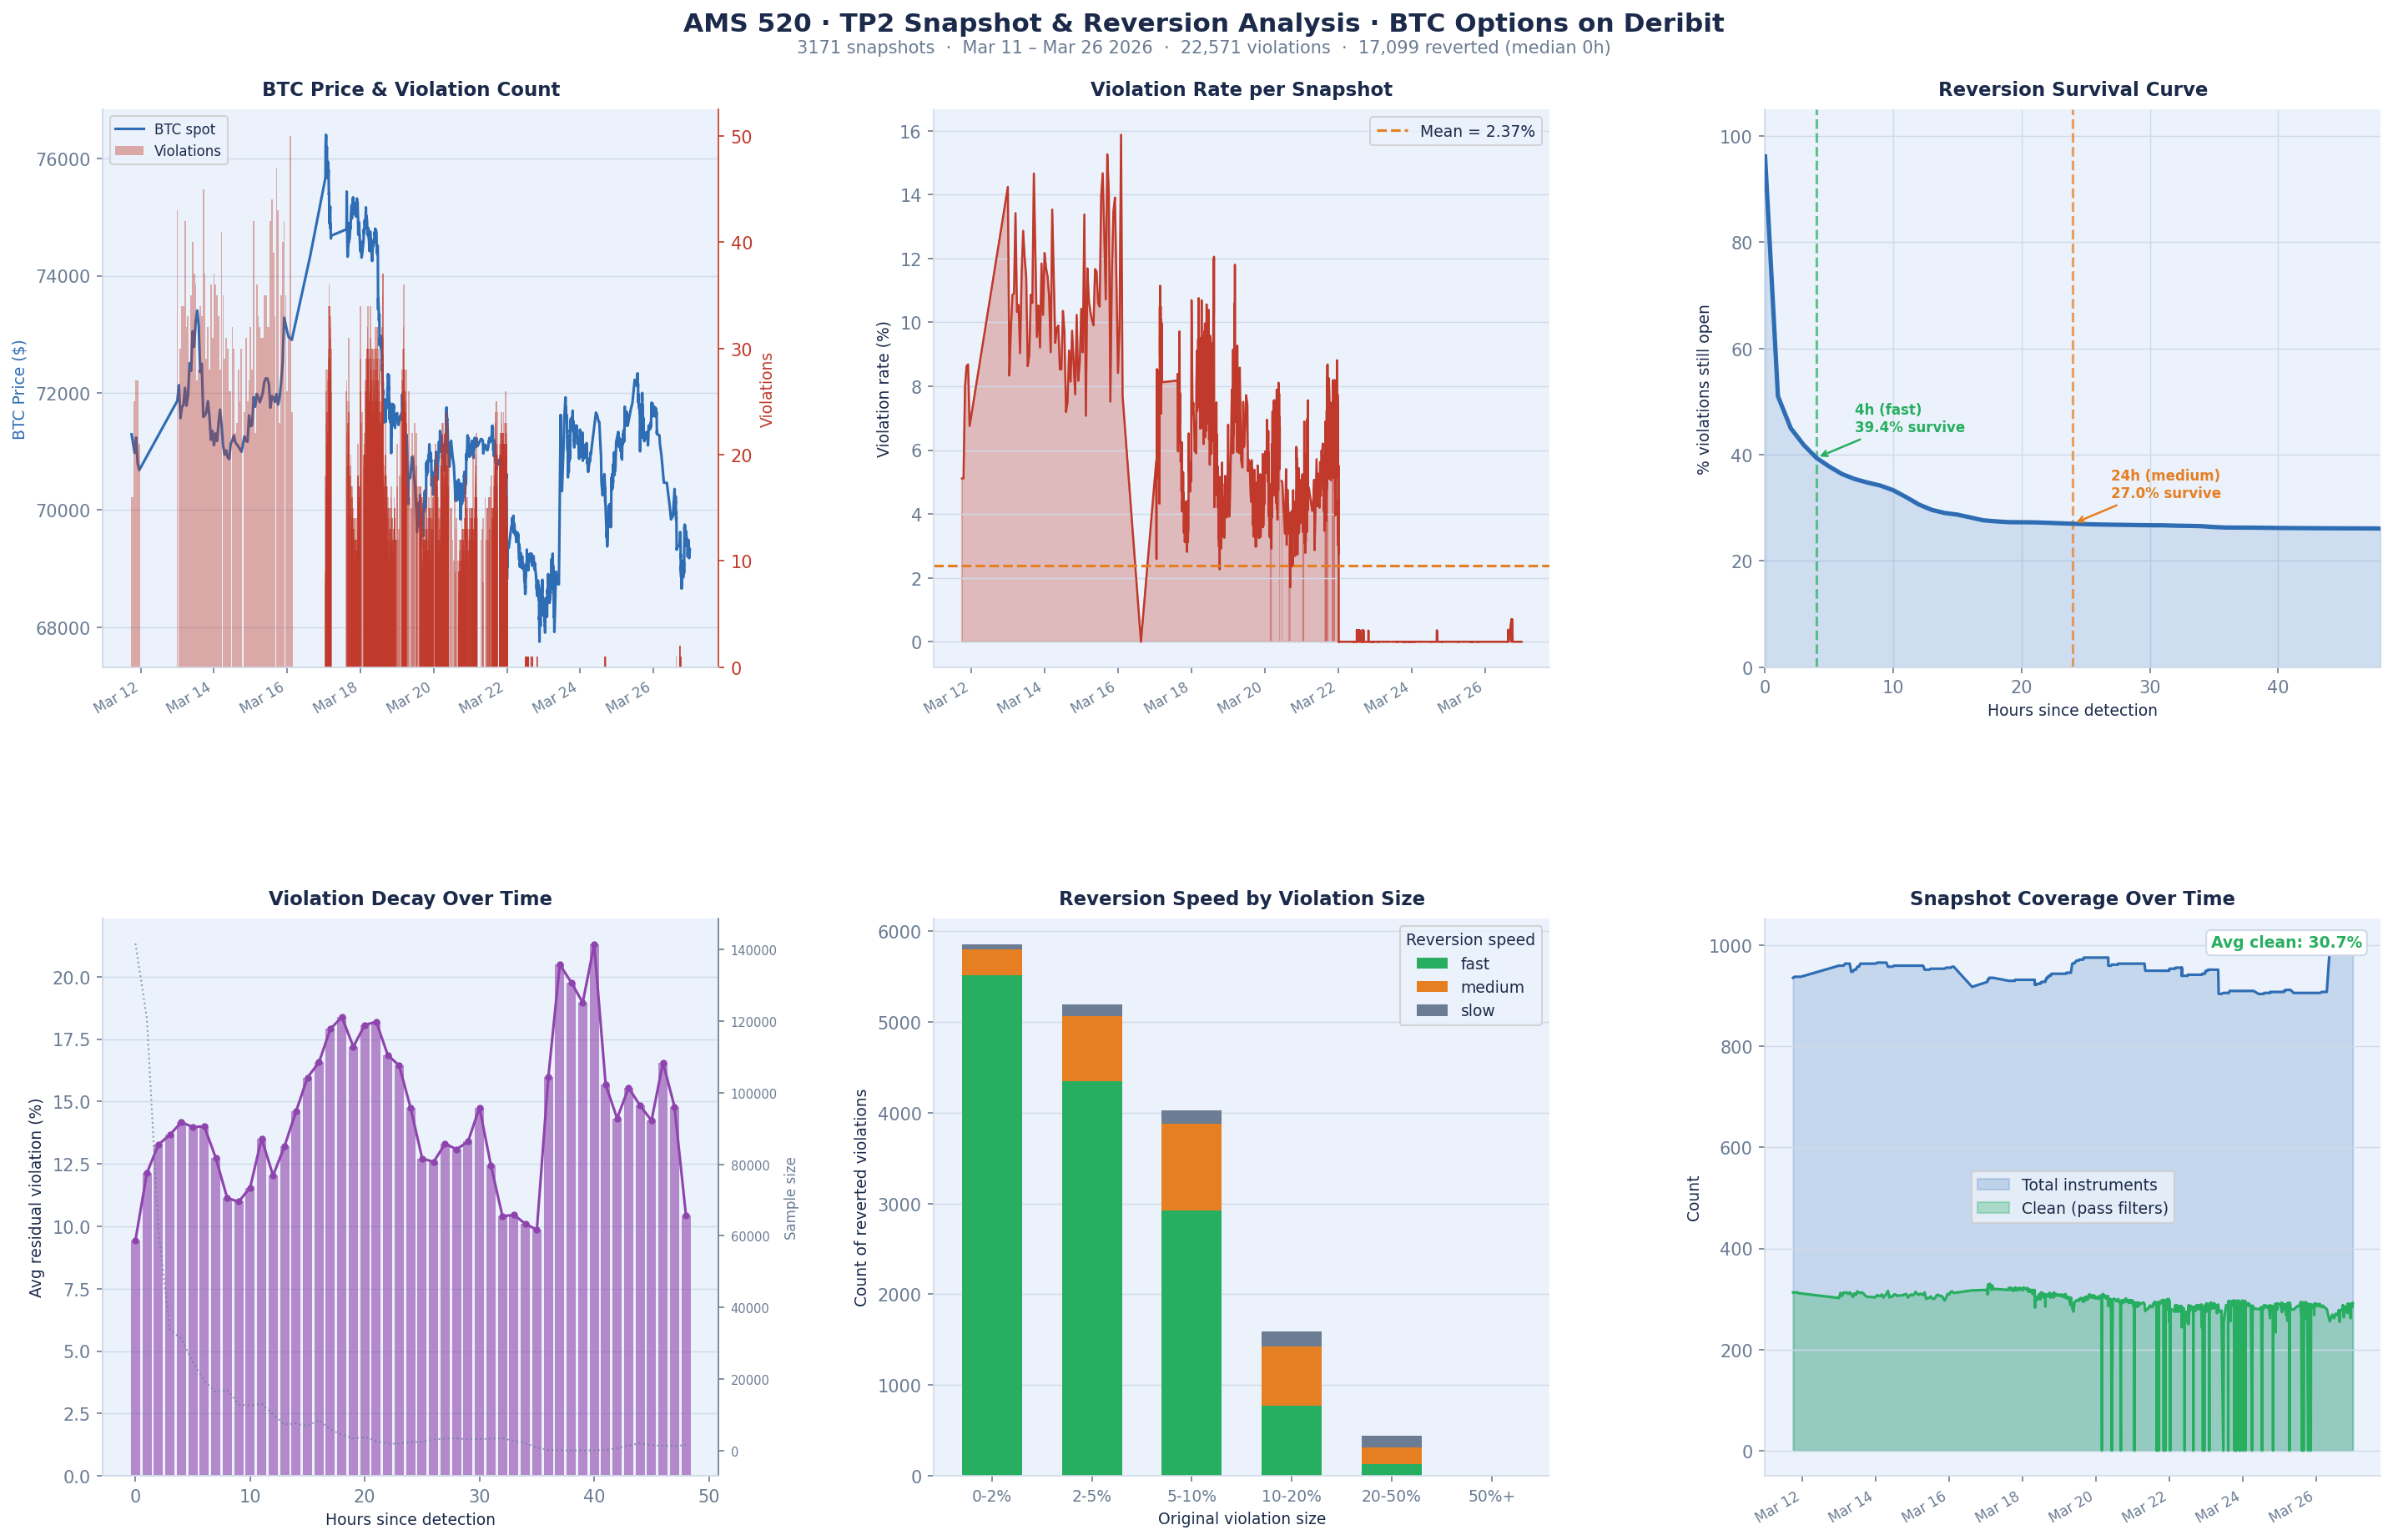 AMS 520 · TP2 Snapshot & Reversion Analysis · BTC Options on Deribit
3171 snapshots · Mar 11 – Mar 26 2026 · 22,571 violations · 17,099 reverted (median 0h)
BTC Price & Violation Count
BTC spot
Violations
BTC Price ($)
76000
74000
72000
70000
68000
50
40
30
20
10
0
Violations
Mar 12
Mar 14
Mar 16
Mar 18
Mar 20
Mar 22
Mar 24
Mar 26
Violation Rate per Snapshot
Mean = 2.37%
Violation rate (%)
16
14
12
10
8
6
4
2
0
Mar 12
Mar 14
Mar 16
Mar 18
Mar 20
Mar 22
Mar 24
Mar 26
Reversion Survival Curve
% violations still open
100
80
60
40
20
0
4h (fast)
39.4% survive
24h (medium)
27.0% survive
0
10
20
30
40
Hours since detection
Violation Decay Over Time
Avg residual violation (%)
20.0
17.5
15.0
12.5
10.0
7.5
5.0
2.5
0.0
140000
120000
100000
80000
60000
40000
20000
0
Sample size
0
10
20
30
40
50
Hours since detection
Reversion Speed by Violation Size
Reversion speed
fast
medium
slow
Count of reverted violations
6000
5000
4000
3000
2000
1000
0
0-2%
2-5%
5-10%
10-20%
20-50%
50%+
Original violation size
Snapshot Coverage Over Time
Avg clean: 30.7%
Total instruments
Clean (pass filters)
Count
1000
800
600
400
200
0
Mar 12
Mar 14
Mar 16
Mar 18
Mar 20
Mar 22
Mar 24
Mar 26